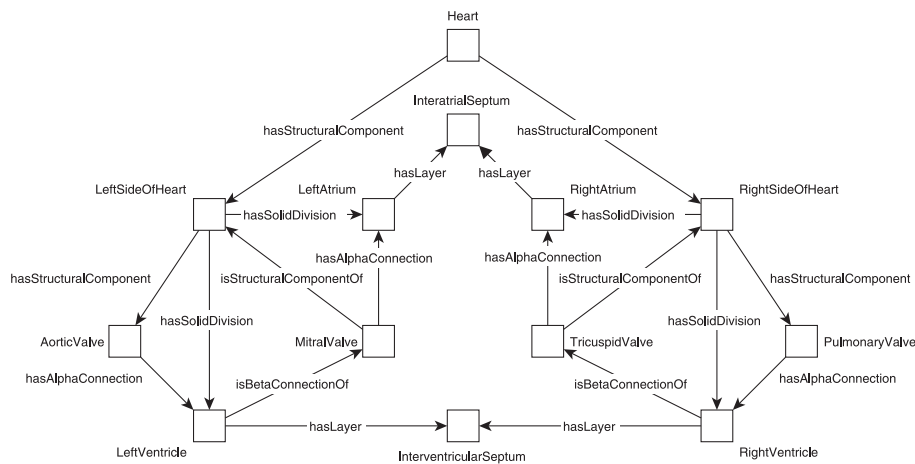 Heart
InteratrialSeptum
hasStructuralComponent
hasStructuralComponent
hasLayer
hasLayer
LeftSideOfHeart
LeftAtrium
RightAtrium
RightSideOfHeart
hasSolidDivision
hasSolidDivision
hasAlphaConnection
hasAlphaConnection
hasStructuralComponent
isStructuralComponentOf
isStructuralComponentOf
hasStructuralComponent
hasSolidDivision
hasSolidDivision
AorticValve
MitralValve
TricuspidValve
PulmonaryValve
hasAlphaConnection
isBetaConnectionOf
isBetaConnectionOf
hasAlphaConnection
hasLayer
hasLayer
LeftVentricle
InterventricularSeptum
RightVentricle